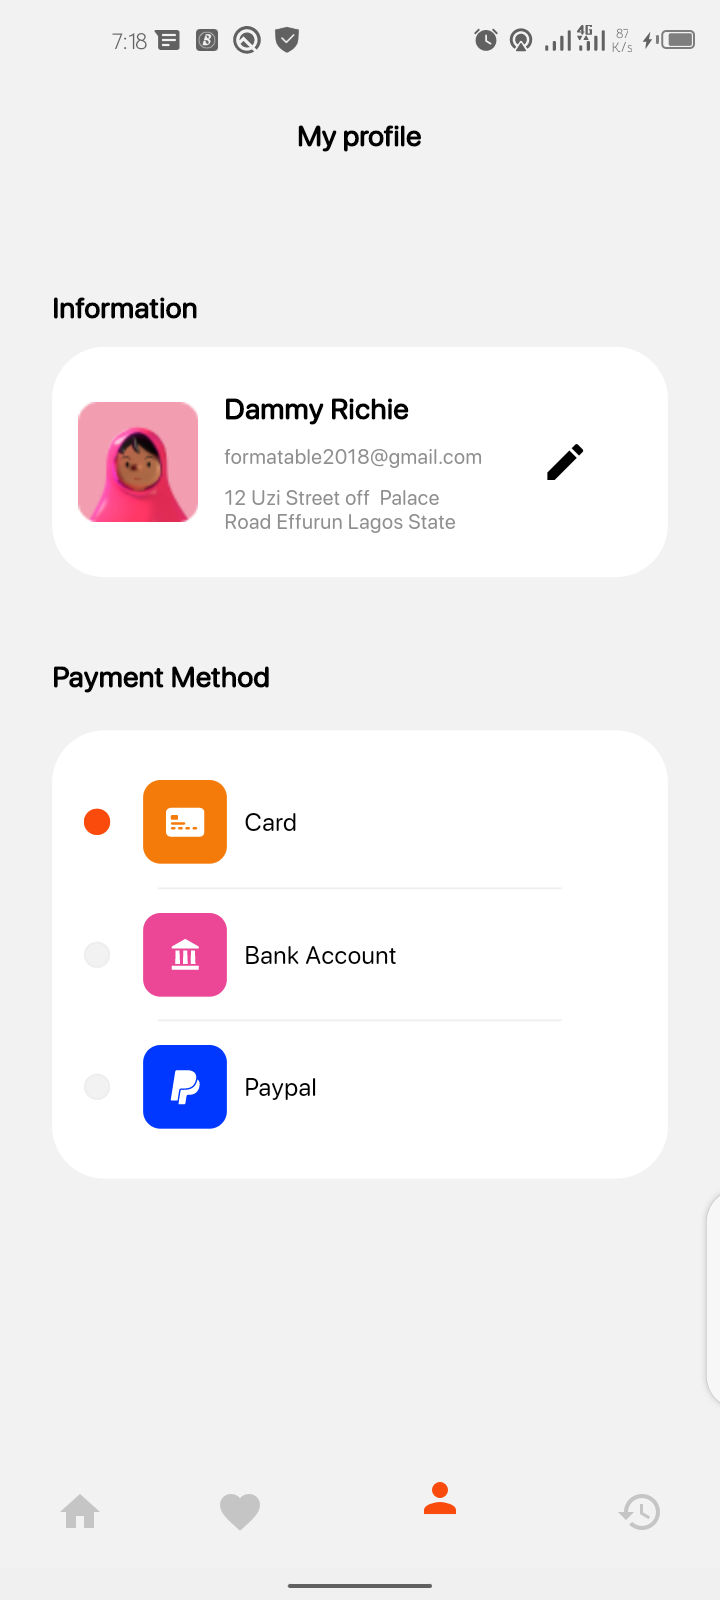 7:18
4G
87
K/s
My profile
Information
Dammy Richie
formatable2018@gmail.com
12 Uzi Street off  Palace
Road Effurun Lagos State
Payment Method
Card
Bank Account
Paypal